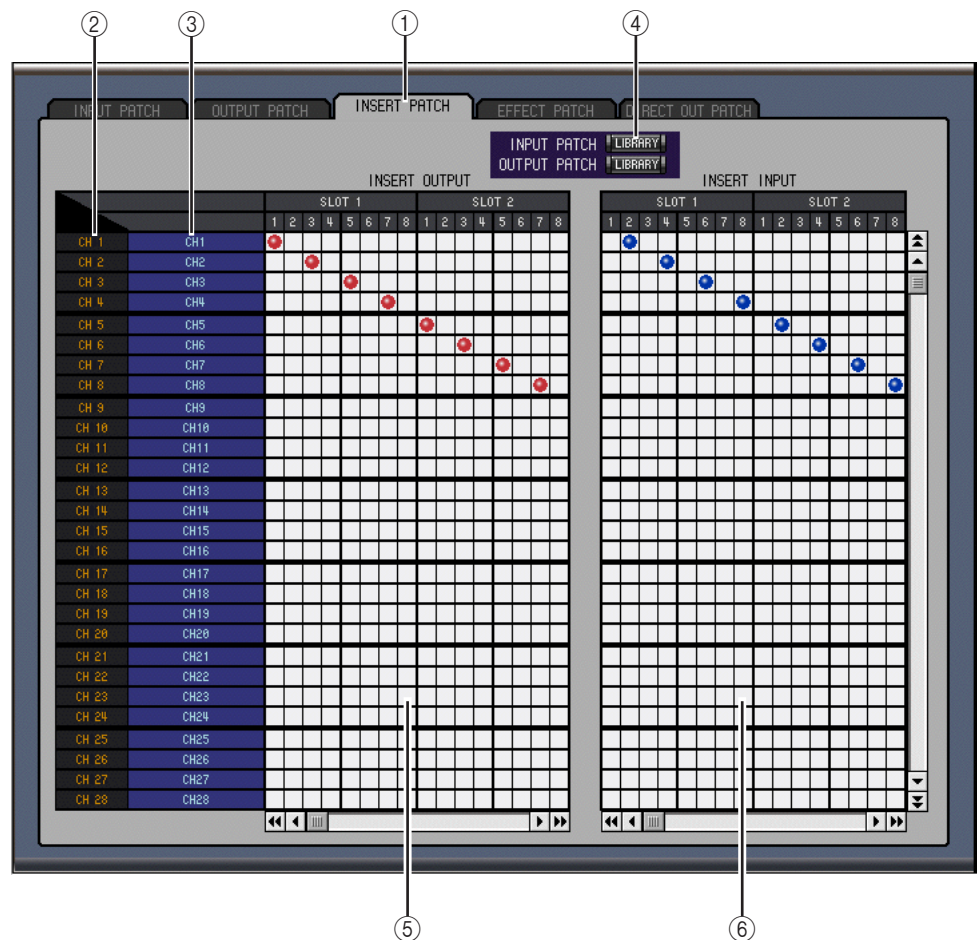 ② ③ ① ④
INPUT PATCH OUTPUT PATCH INSERT PATCH EFFECT PATCH DIRECT OUT PATCH
INPUT PATCH LIBRARY
OUTPUT PATCH LIBRARY
INSERT OUTPUT INSERT INPUT
SLOT 1 SLOT 2 SLOT 1 SLOT 2
1 2 3 4 5 6 7 8 1 2 3 4 5 6 7 8 1 2 3 4 5 6 7 8 1 2 3 4 5 6 7 8
CH 1 CH1
CH 2 CH2
CH 3 CH3
CH 4 CH4
CH 5 CH5
CH 6 CH6
CH 7 CH7
CH 8 CH8
CH 9 CH9
CH 10 CH10
CH 11 CH11
CH 12 CH12
CH 13 CH13
CH 14 CH14
CH 15 CH15
CH 16 CH16
CH 17 CH17
CH 18 CH18
CH 19 CH19
CH 20 CH20
CH 21 CH21
CH 22 CH22
CH 23 CH23
CH 24 CH24
CH 25 CH25
CH 26 CH26
CH 27 CH27
CH 28 CH28
⑤ ⑥